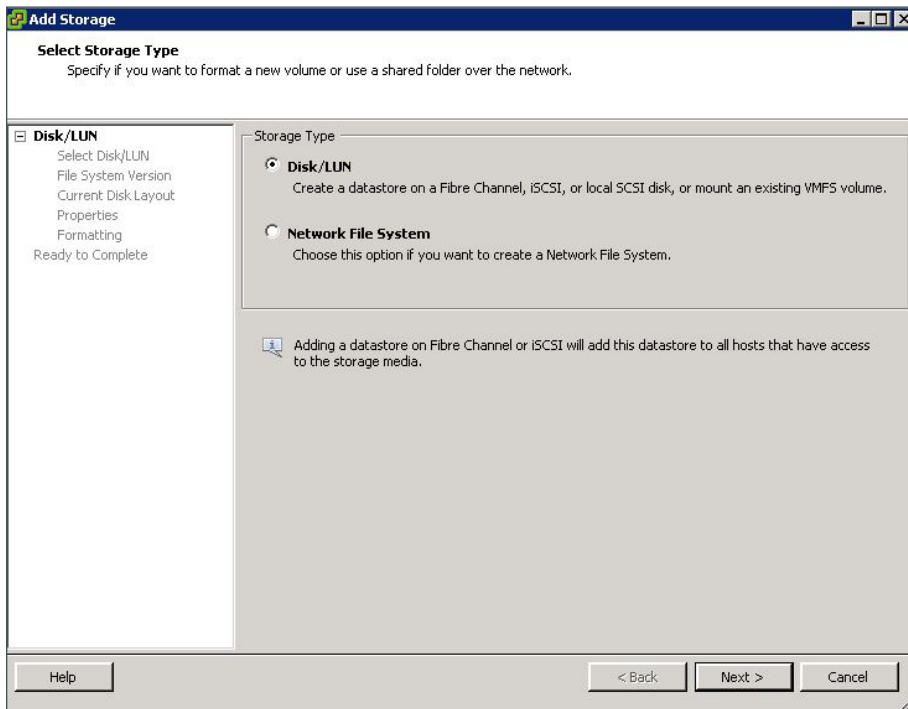 Add Storage
Select Storage Type
Specify if you want to format a new volume or use a shared folder over the network.
Disk/LUN
Select Disk/LUN
File System Version
Current Disk Layout
Properties
Formatting
Ready to Complete
Storage Type
Disk/LUN
Create a datastore on a Fibre Channel, iSCSI, or local SCSI disk, or mount an existing VMFS volume.
Network File System
Choose this option if you want to create a Network File System.
Adding a datastore on Fibre Channel or iSCSI will add this datastore to all hosts that have access
to the storage media.
Help
< Back
Next >
Cancel